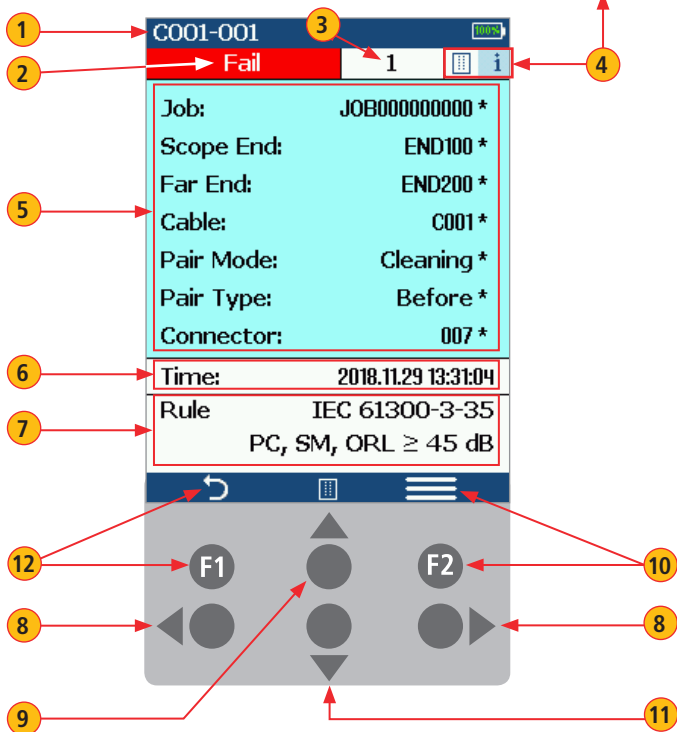 1
C001-001
3
100%
2
Fail
1
i
4
5
Job: JOB000000000 *
Scope End: END100 *
Far End: END200 *
Cable: C001 *
Pair Mode: Cleaning *
Pair Type: Before *
Connector: 007 *
6
Time: 2018.11.29 13:31:04
7
Rule IEC 61300-3-35
PC, SM, ORL ≥ 45 dB
12
F1
F2
10
8
8
9
11